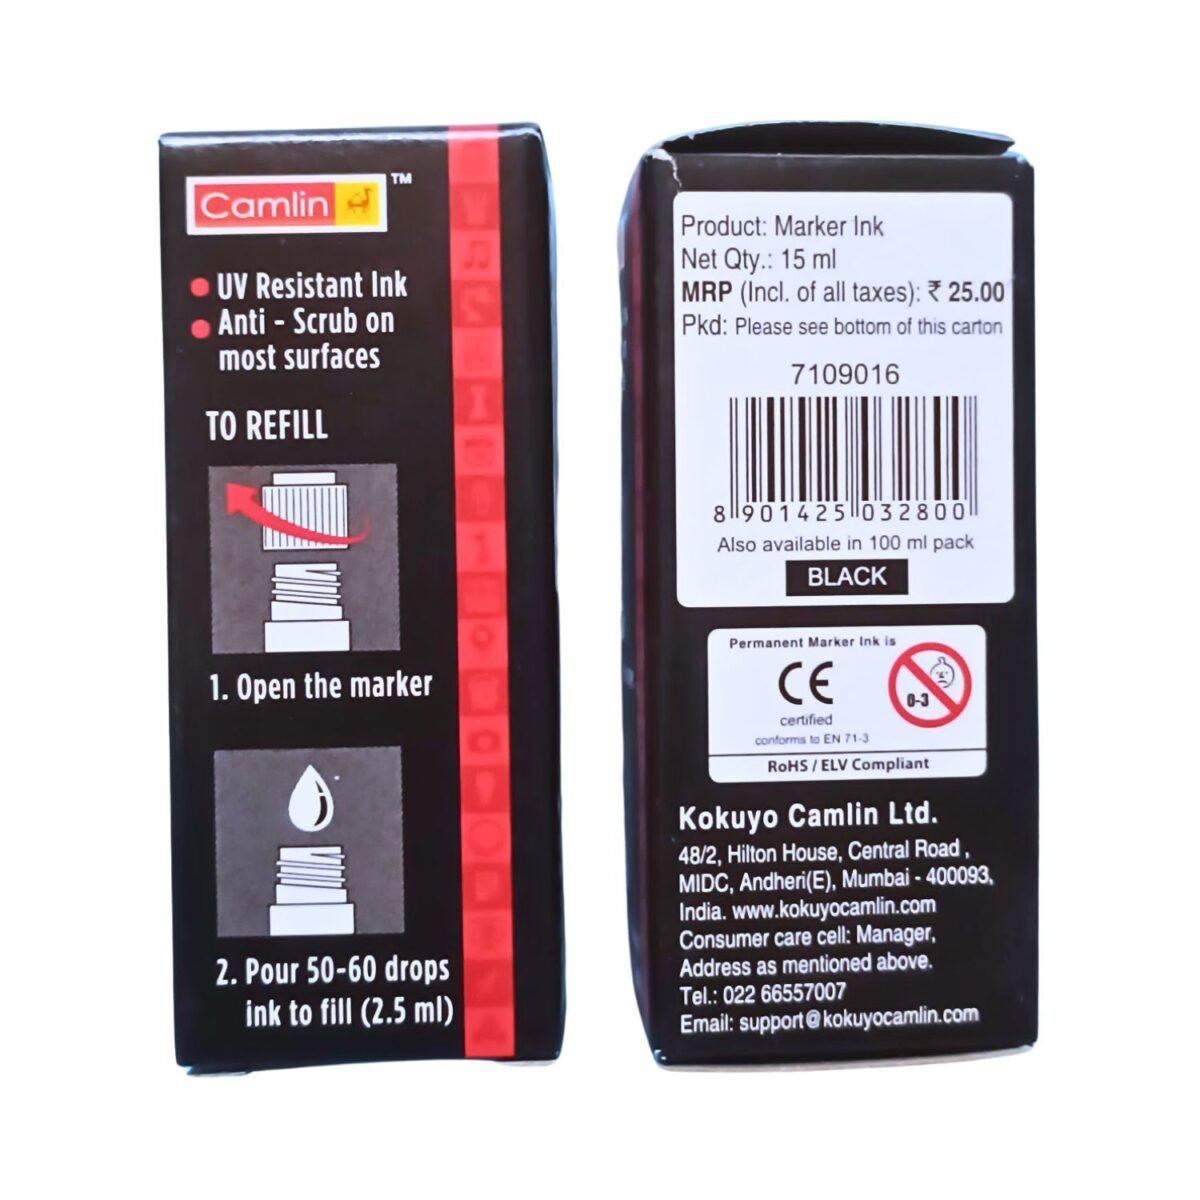 Camlin TM
UV Resistant Ink
Anti - Scrub on
most surfaces
TO REFILL
1. Open the marker
2. Pour 50-60 drops
ink to fill (2.5 ml)
Product: Marker Ink
Net Qty.: 15 ml
MRP (Incl. of all taxes): ₹ 25.00
Pkd: Please see bottom of this carton
7109016
8 901425 032800
Also available in 100 ml pack
BLACK
Permanent Marker Ink is
CE
0-3
certified
conforms to EN 71-3
RoHS / ELV Compliant
Kokuyo Camlin Ltd.
48/2, Hilton House, Central Road ,
MIDC, Andheri(E), Mumbai - 400093,
India. www.kokuyocamlin.com
Consumer care cell: Manager,
Address as mentioned above.
Tel.: 022 66557007
Email: support@kokuyocamlin.com